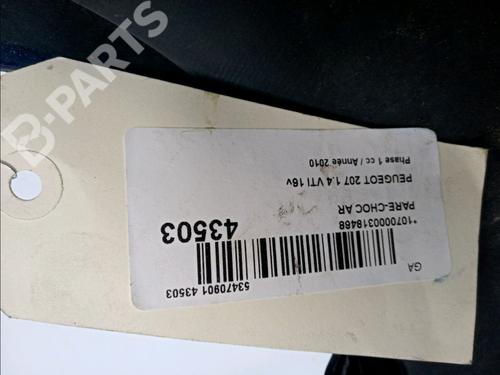 B-PARTS
GA
53470901 43503
*1070000318468
PARE-CHOC AR
43503
PEUGEOT 207 1.4 VTI 16v
Phase 1 cc / Année 2010